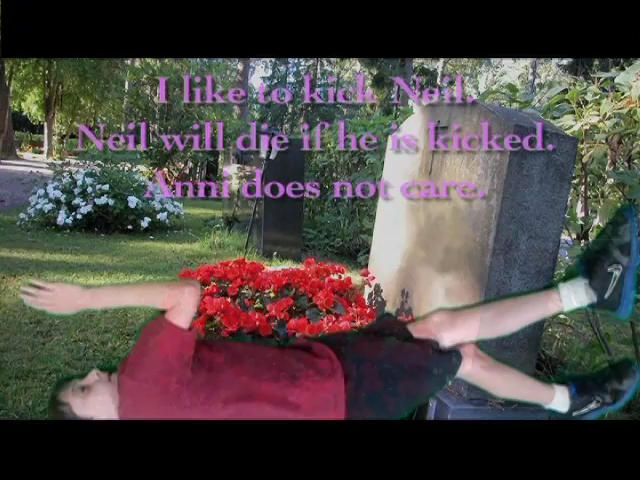 I like to kick Neil.
Neil will die if he is kicked.
Anni does not care.